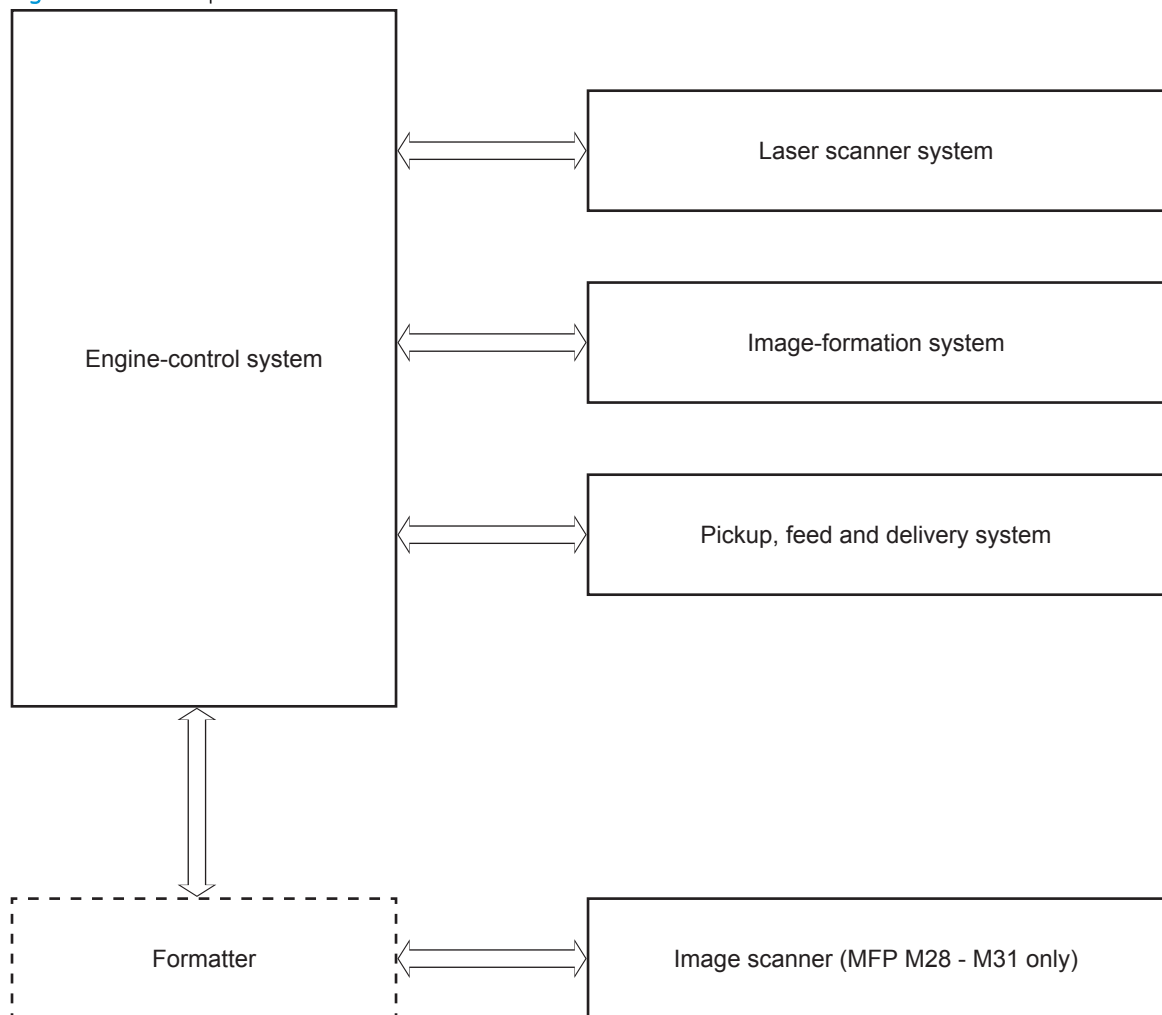 Laser scanner system
Engine-control system
Image-formation system
Pickup, feed and delivery system
Formatter
Image scanner (MFP M28 - M31 only)